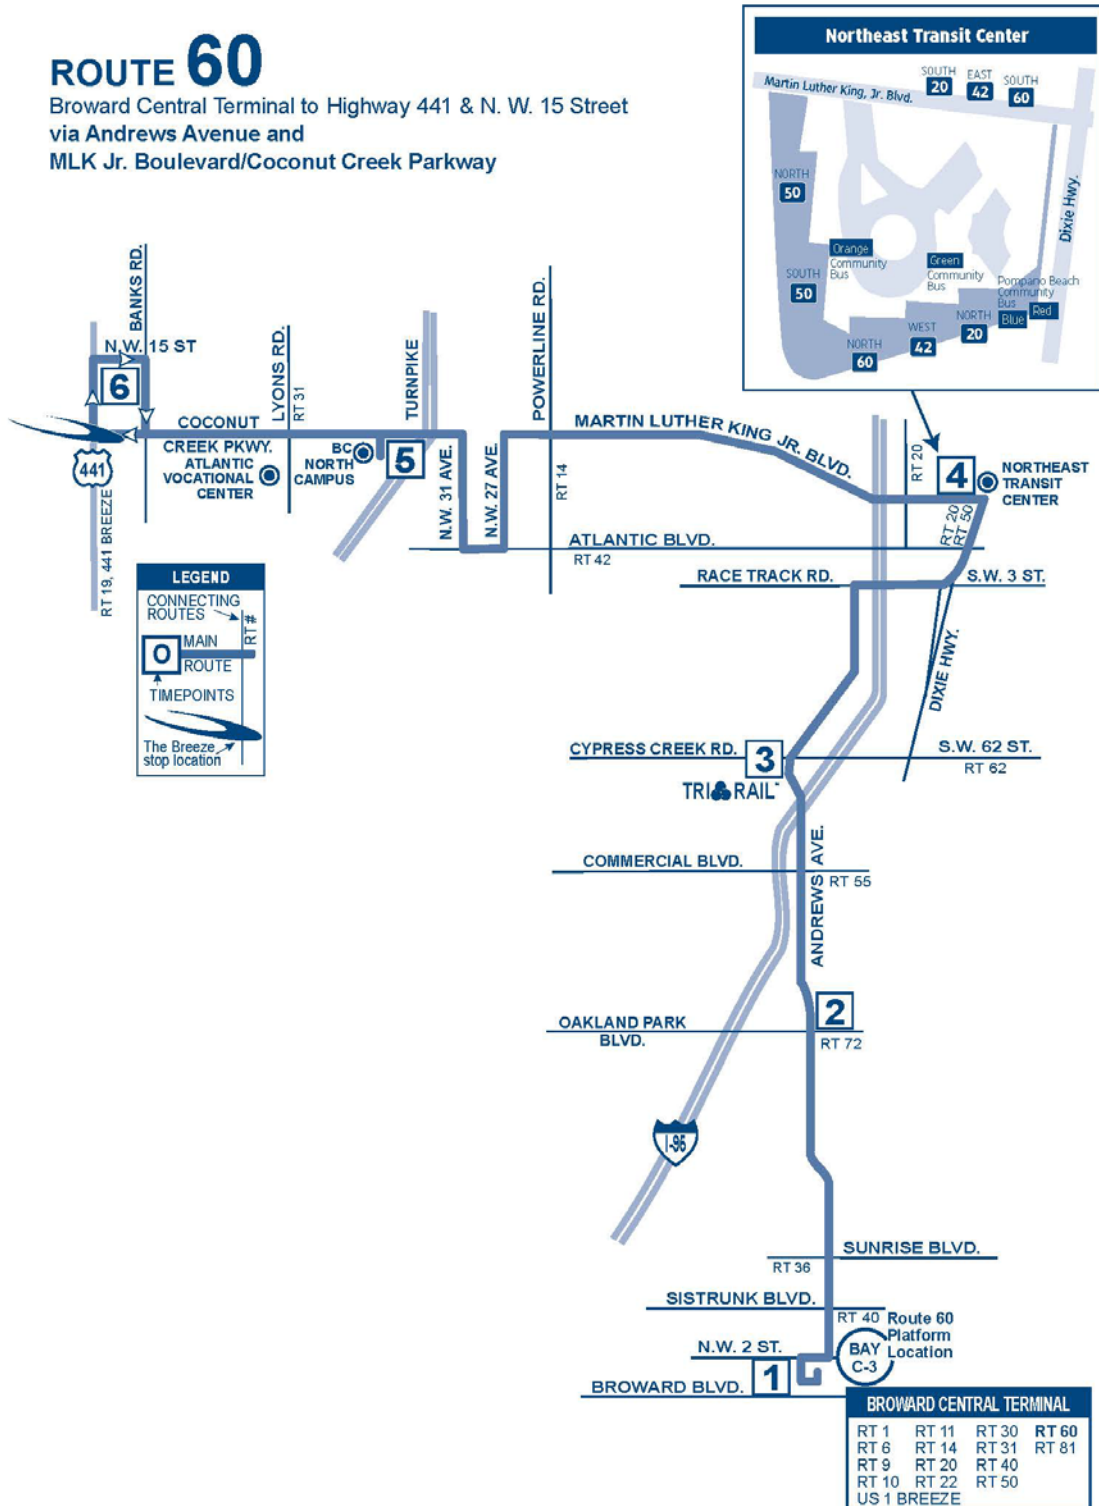 ROUTE 60
Broward Central Terminal to Highway 441 & N. W. 15 Street
via Andrews Avenue and
MLK Jr. Boulevard/Coconut Creek Parkway
Northeast Transit Center
SOUTH
20
EAST
42
SOUTH
60
Martin Luther King, Jr. Blvd.
Dixie Hwy.
NORTH
50
SOUTH
50
Orange
Community
Bus
Green
Community
Bus
Pompano Beach
Community
Bus
Blue
Red
NORTH
60
WEST
42
NORTH
20
BANKS RD.
N.W. 15 ST
6
LYONS RD.
RT 31
TURNPIKE
POWERLINE RD.
RT 14
COCONUT
CREEK PKWY.
ATLANTIC
VOCATIONAL
CENTER
BC
NORTH
CAMPUS
5
441
RT 19, 441 BREEZE
N.W. 31 AVE.
N.W. 27 AVE.
MARTIN LUTHER KING JR. BLVD.
RT 20
4
NORTHEAST
TRANSIT
CENTER
RT 20
RT 50
ATLANTIC BLVD.
RT 42
RACE TRACK RD.
S.W. 3 ST.
DIXIE HWY.
LEGEND
CONNECTING
ROUTES
RT #
0
MAIN
ROUTE
TIMEPOINTS
The Breeze
stop location
CYPRESS CREEK RD.
3
S.W. 62 ST.
RT 62
TRI RAIL
COMMERCIAL BLVD.
RT 55
ANDREWS AVE.
2
OAKLAND PARK
BLVD.
RT 72
I-95
SUNRISE BLVD.
RT 36
SISTRUNK BLVD.
RT 40
Route 60
Platform
Location
N.W. 2 ST.
BAY
C-3
1
BROWARD BLVD.
BROWARD CENTRAL TERMINAL
RT 1 RT 11 RT 30 RT 60
RT 6 RT 14 RT 31 RT 81
RT 9 RT 20 RT 40
RT 10 RT 22 RT 50
US 1 BREEZE